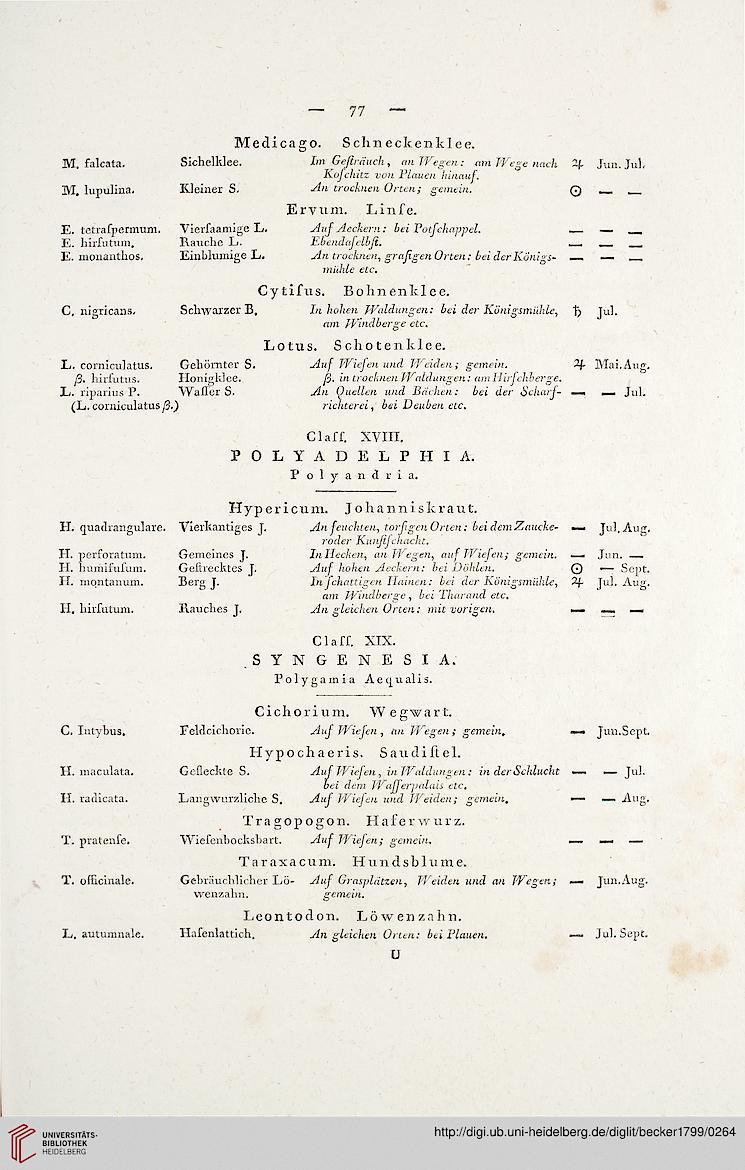 — 77 —
Medicago. Schneckenklee.
M. falcata. Sichelklee. Im Geſträuch, an Wegen: am Wege nach ♃ Jun. Jul.
Koſchitz von Plauen hinauf.
M. lupulina. Kleiner S. An trocknen Orten; gemein. ⊙ — —
Ervum. Linſe.
E. tetraſpermum. Vierſaamige L. Auf Aeckern: bei Potſchappel. — — —
E. hirſutum. Rauche L. Ebendaſelbſt. — — —
E. monanthos. Einblumige L. An trocknen, graſigen Orten: bei der Königs- — — —
mühle etc.
Cytiſus. Bohnenklee.
C. nigricans. Schwarzer B. In hohen Waldungen: bei der Königsmühle, ♄ Jul.
am Windberge etc.
Lotus. Schotenklee.
L. corniculatus. Gehörnter S. Auf Wieſen und Weiden; gemein. ♃ Mai. Aug.
β. hirſutus. Honigklee. β. in trocknen Waldungen: am Hirſchberge.
L. riparius P. Waſſer S. An Quellen und Bächen: bei der Scharf- — — Jul.
(L. corniculatus β.) richterei, bei Deuben etc.
Claſſ. XVIII.
POLYADELPHIA.
Polyandria.
Hypericum. Johanniskraut.
H. quadrangulare. Vierkantiges J. An feuchten, torfigen Orten: bei dem Zaucke- — Jul. Aug.
roder Kunſtſchacht.
H. perforatum. Gemeines J. In Hecken, an Wegen, auf Wieſen; gemein. — Jun. —
H. humifuſum. Geſtrecktes J. Auf hohen Aeckern: bei Döhlen. ⊙ — Sept.
H. montanum. Berg J. In ſchattigen Hainen: bei der Königsmühle, ♃ Jul. Aug.
am Windberge, bei Tharand etc.
H. hirſutum. Rauches J. An gleichen Orten: mit vorigen. — — —
Claſſ. XIX.
SYNGENESIA.
Polygamia Aequalis.
Cichorium. Wegwart.
C. Intybus. Feldcichorie. Auf Wieſen, an Wegen; gemein. — Jun. Sept.
Hypochaeris. Saudiſtel.
H. maculata. Gefleckte S. Auf Wieſen, in Waldungen: in der Schlucht — — Jul.
bei dem Waſſerpalais etc.
H. radicata. Langwurzliche S. Auf Wieſen und Weiden; gemein. — — Aug.
Tragopogon. Haferwurz.
T. pratenſe. Wieſenbocksbart. Auf Wieſen; gemein. — — —
Taraxacum. Hundsblume.
T. officinale. Gebräuchlicher Lö- Auf Grasplätzen, Weiden und an Wegen; — Jun. Aug.
wenzahn. gemein.
Leontodon. Löwenzahn.
L. autumnale. Haſenlattich. An gleichen Orten: bei Plauen. — Jul. Sept.
U
UNIVERSITÄTS-
BIBLIOTHEK
HEIDELBERG
http://digi.ub.uni-heidelberg.de/diglit/becker1799/0264